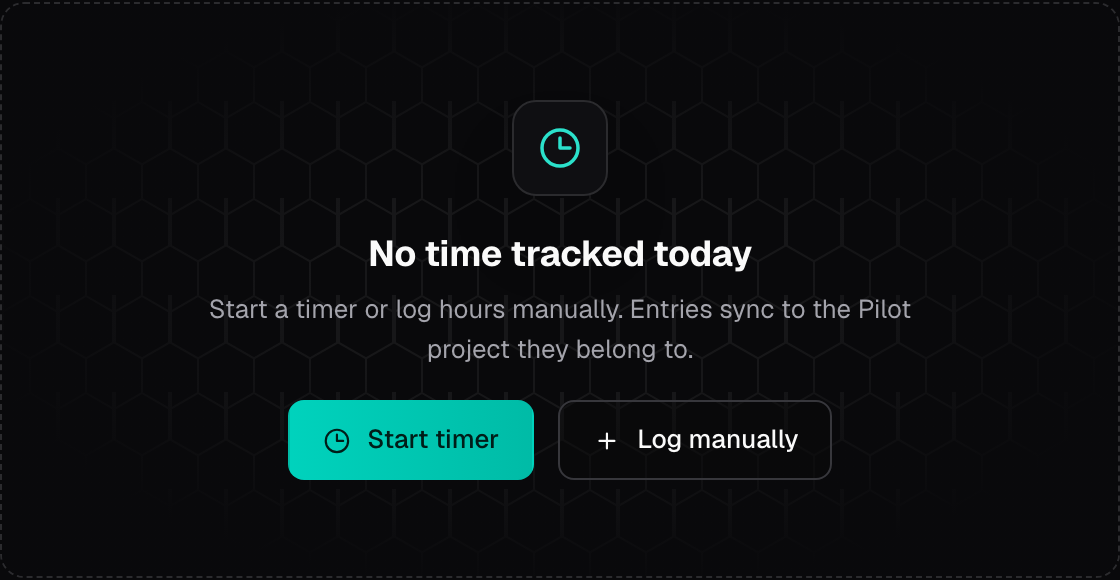 No time tracked today
Start a timer or log hours manually. Entries sync to the Pilot
project they belong to.
Start timer
Log manually